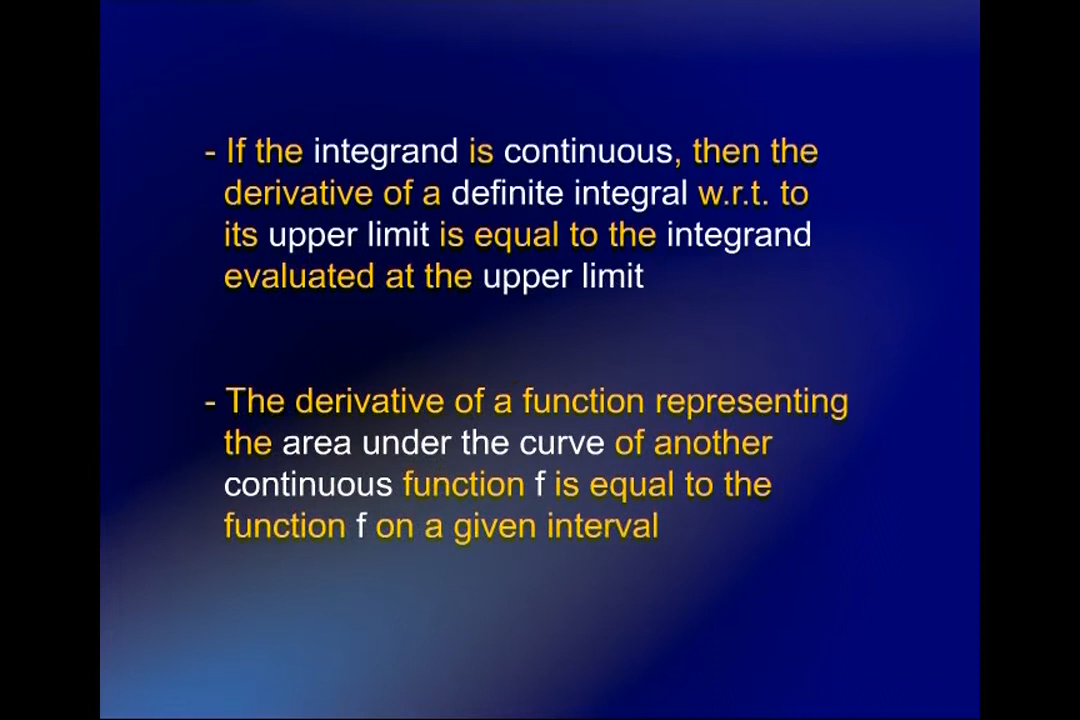 - If the integrand is continuous, then the
derivative of a definite integral w.r.t. to
its upper limit is equal to the integrand
evaluated at the upper limit
- The derivative of a function representing
the area under the curve of another
continuous function f is equal to the
function f on a given interval